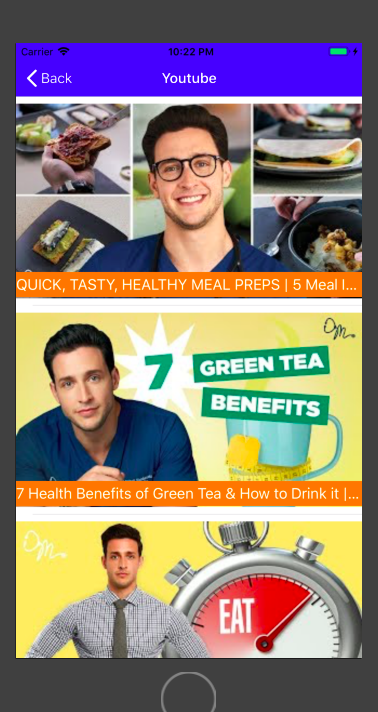 Carrier 10:22 PM
Back Youtube
QUICK, TASTY, HEALTHY MEAL PREPS | 5 Meal I...
7 GREEN TEA
BENEFITS
7 Health Benefits of Green Tea & How to Drink it |...
EAT